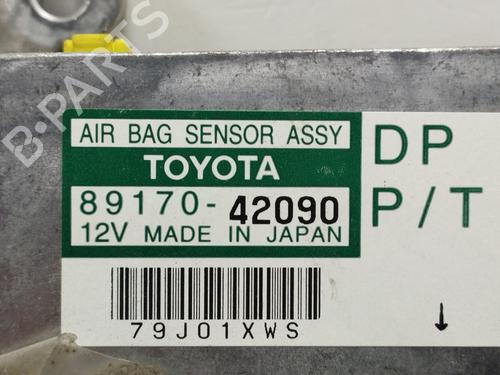 B-PARTS
AIR BAG SENSOR ASSY
TOYOTA
89170-42090
12V MADE IN JAPAN
DP
P/T
79J01XWS